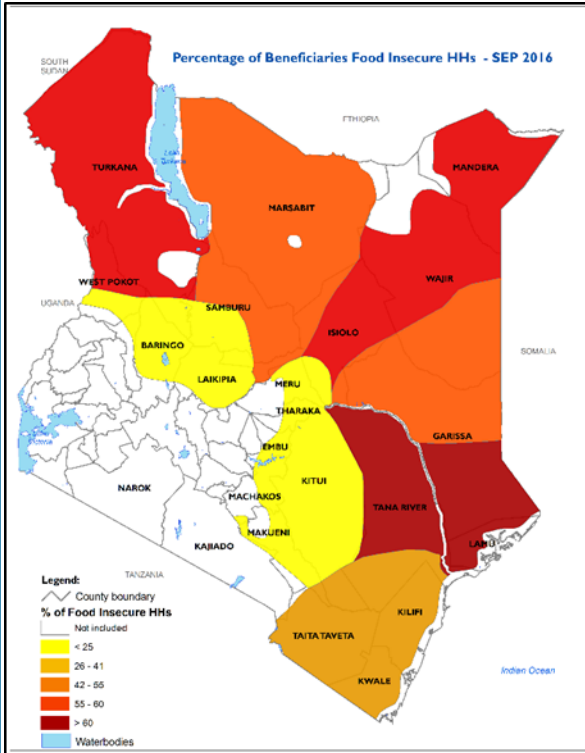 Percentage of Beneficiaries Food Insecure HHs - SEP 2016
SOUTH
SUDAN
ETHIOPIA
TURKANA
MANDERA
MARSABIT
WAJIR
WEST POKOT
UGANDA
SAMBURU
ISIOLO
BARINGO
SOMALIA
LAIKIPIA
MERU
THARAKA
GARISSA
EMBU
KITUI
NAROK
MACHAKOS
TANA RIVER
MAKUENI
LAMU
KAJIADO
TANZANIA
Legend:
County boundary
% of Food Insecure HHs
Not included
< 25
26 - 41
42 - 55
55 - 60
> 60
Waterbodies
KILIFI
TAITA TAVETA
KWALE
Indian Ocean